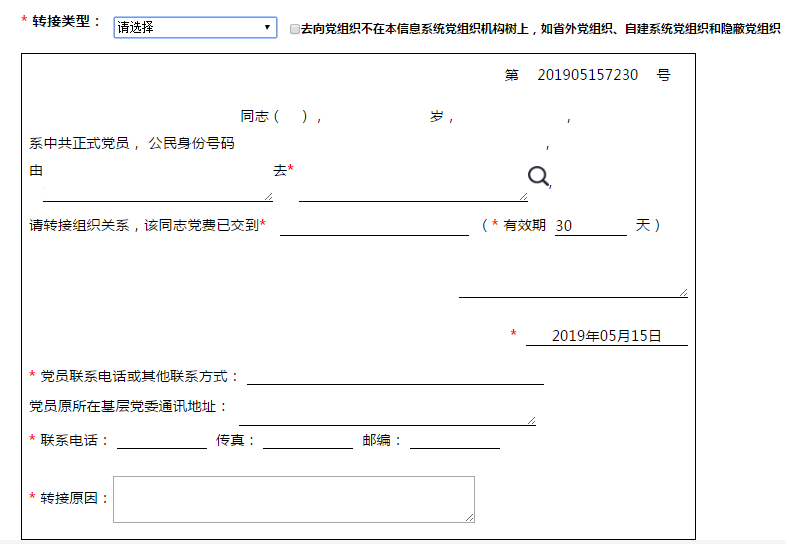 * 转接类型： 请选择 去向党组织不在本信息系统党组织机构树上，如省外党组织、自建系统党组织和隐蔽党组织
第 201905157230 号
同志（ ）， 岁， ，
系中共正式党员， 公民身份号码 ，
由 去* ，
请转接组织关系，该同志党费已交到* （ * 有效期 30 天 ）
* 2019年05月15日
* 党员联系电话或其他联系方式：
党员原所在基层党委通讯地址：
* 联系电话： 传真： 邮编：
* 转接原因：